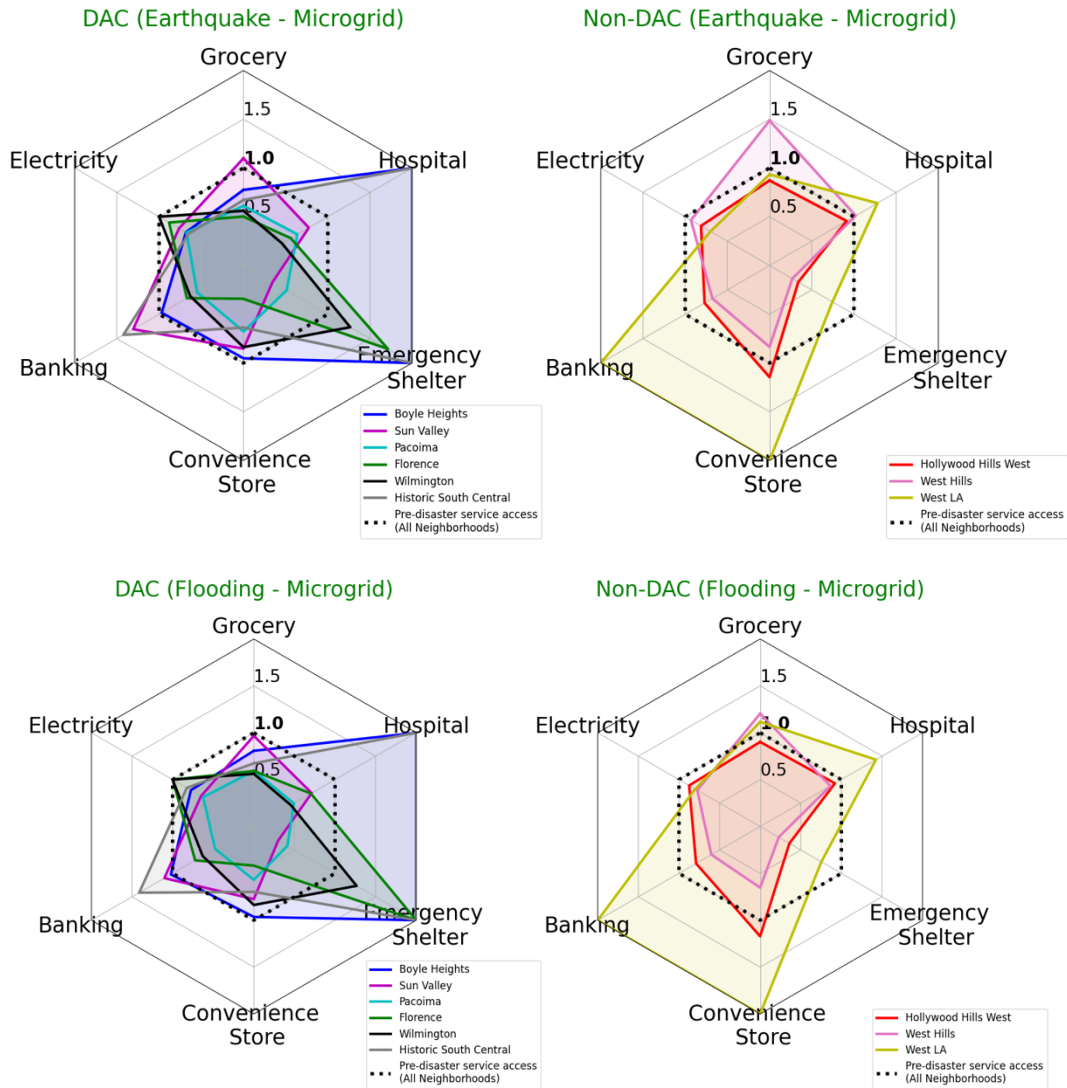 DAC (Earthquake - Microgrid)
Grocery
1.5
Electricity
1.0
Hospital
0.5
Banking
Emergency
Shelter
Convenience
Store
Boyle Heights
Sun Valley
Pacoima
Florence
Wilmington
Historic South Central
Pre-disaster service access
(All Neighborhoods)
Non-DAC (Earthquake - Microgrid)
Grocery
1.5
Electricity
1.0
Hospital
0.5
Banking
Emergency
Shelter
Convenience
Store
Hollywood Hills West
West Hills
West LA
Pre-disaster service access
(All Neighborhoods)
DAC (Flooding - Microgrid)
Grocery
1.5
Electricity
1.0
Hospital
0.5
Banking
Emergency
Shelter
Convenience
Store
Boyle Heights
Sun Valley
Pacoima
Florence
Wilmington
Historic South Central
Pre-disaster service access
(All Neighborhoods)
Non-DAC (Flooding - Microgrid)
Grocery
1.5
Electricity
1.0
Hospital
0.5
Banking
Emergency
Shelter
Convenience
Store
Hollywood Hills West
West Hills
West LA
Pre-disaster service access
(All Neighborhoods)